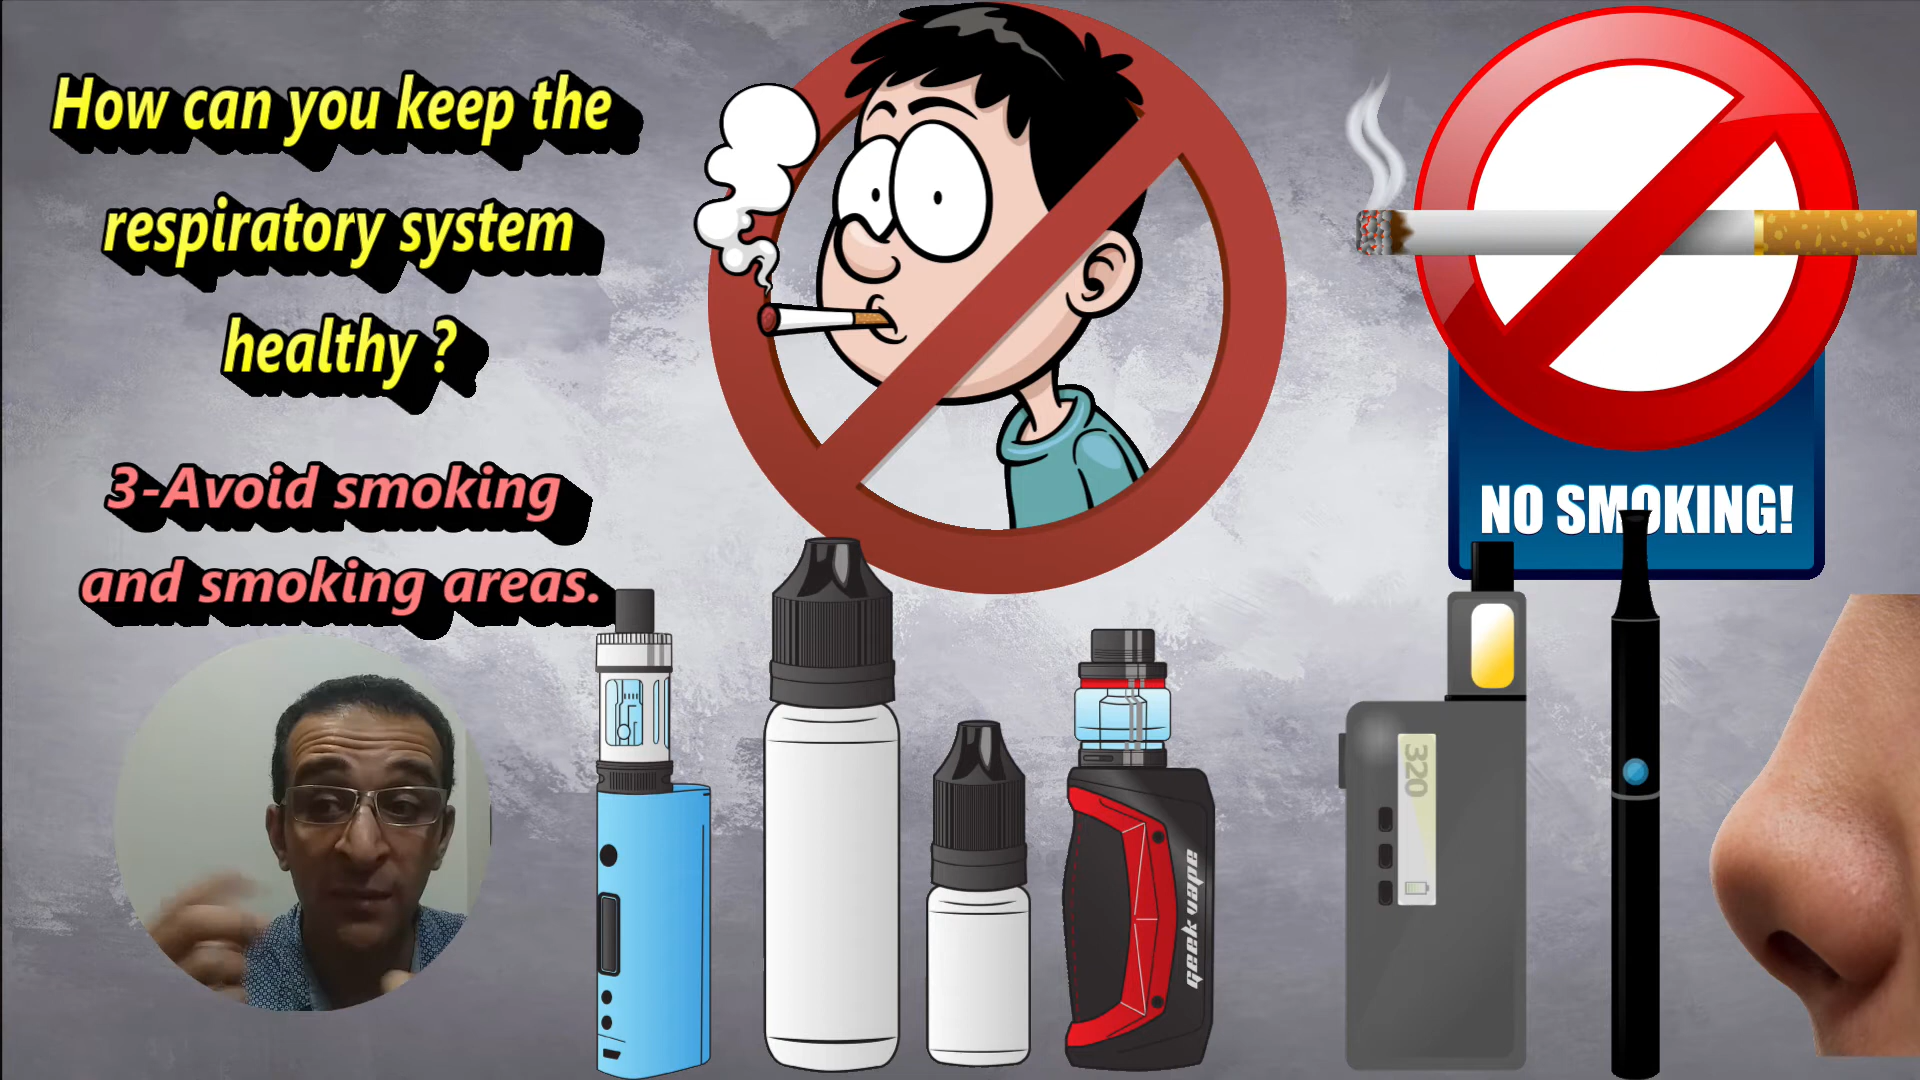 How can you keep the
respiratory system
healthy ?
3-Avoid smoking
and smoking areas.
NO SMOKING!
320
geek vape